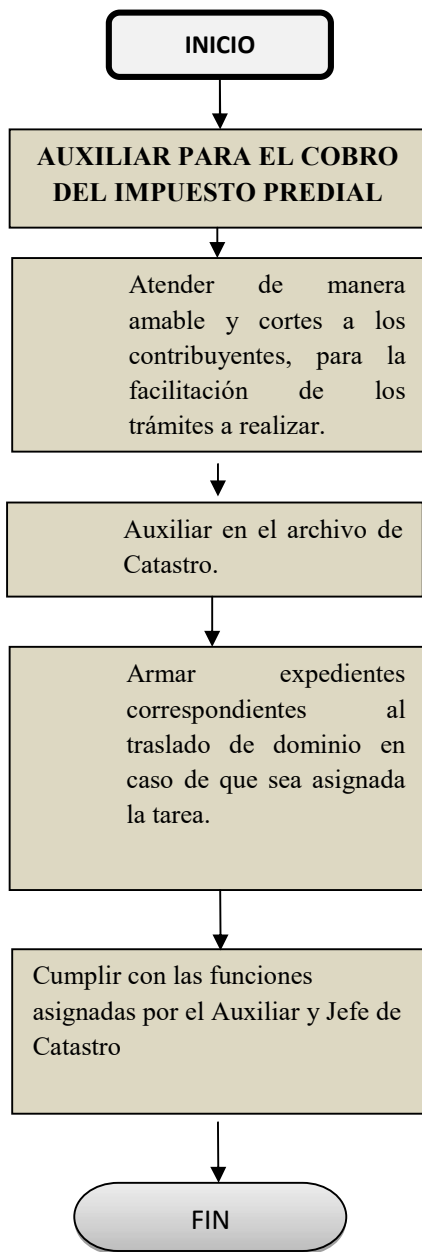 INICIO
AUXILIAR PARA EL COBRO
DEL IMPUESTO PREDIAL
Atender de manera
amable y cortes a los
contribuyentes, para la
facilitación de los
trámites a realizar.
Auxiliar en el archivo de
Catastro.
Armar expedientes
correspondientes al
traslado de dominio en
caso de que sea asignada
la tarea.
Cumplir con las funciones
asignadas por el Auxiliar y Jefe de
Catastro
FIN